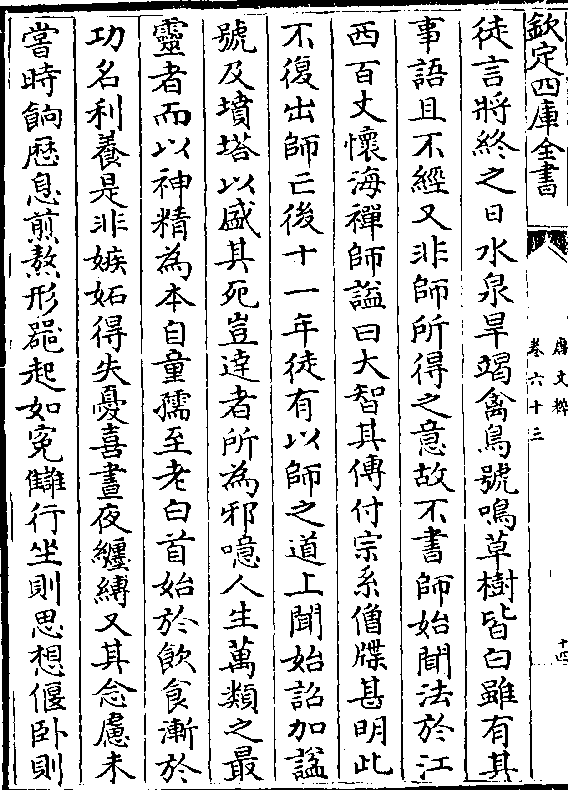 欽定四庫全書
唐文粹
卷六十三
十四
徒言將終之日水泉旱竭禽鳥號鳴草樹皆白雖有其
事語且不經又非師所得之意故不書師始聞法於江
西百丈懷海禪師諡曰大智其傳付宗系僧牒甚明此
不復出師亡後十一年徒有以師之道上聞始詔加諡
號及墳塔以盛其死豈達者所為邪噫人生萬類之最
靈者而以神精為本自童孺至老白首始於飲食漸於
功名利養是非嫉妬得失憂喜晝夜纏縛又其念慮未
嘗時餉歴息煎熬形器起如寃讎行坐則思想偃卧則